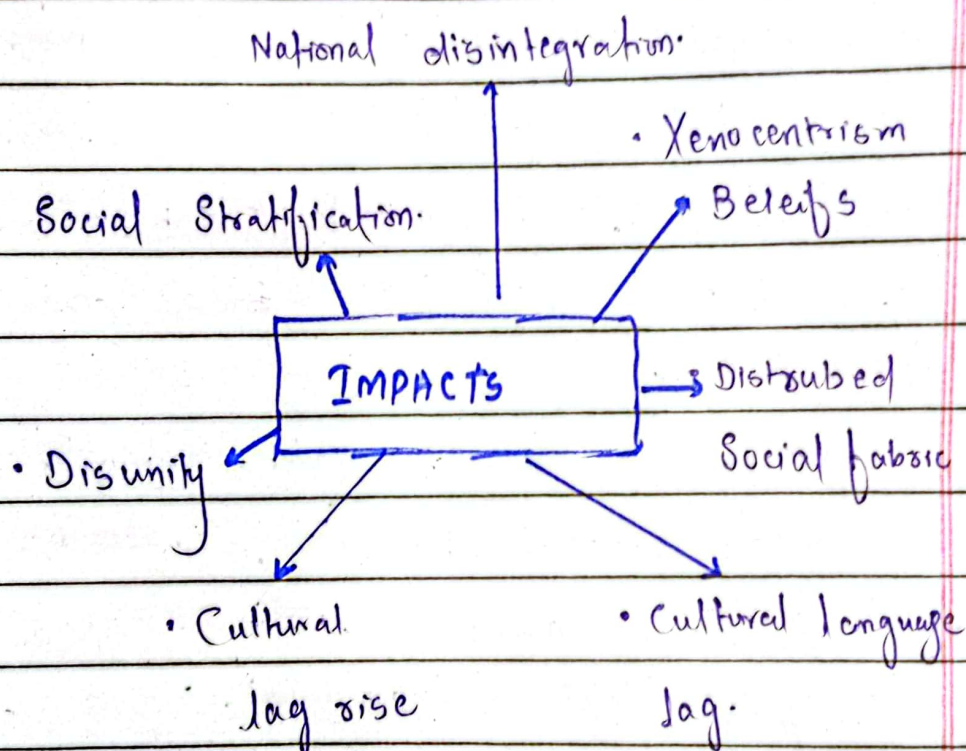 National disintegration.
• Xenocentrism
Beleifs
Social Stratification.
IMPACTS
Distrubed
Social fabric
• Disunity
• Cultural
lag rise
• Cultural language
lag.